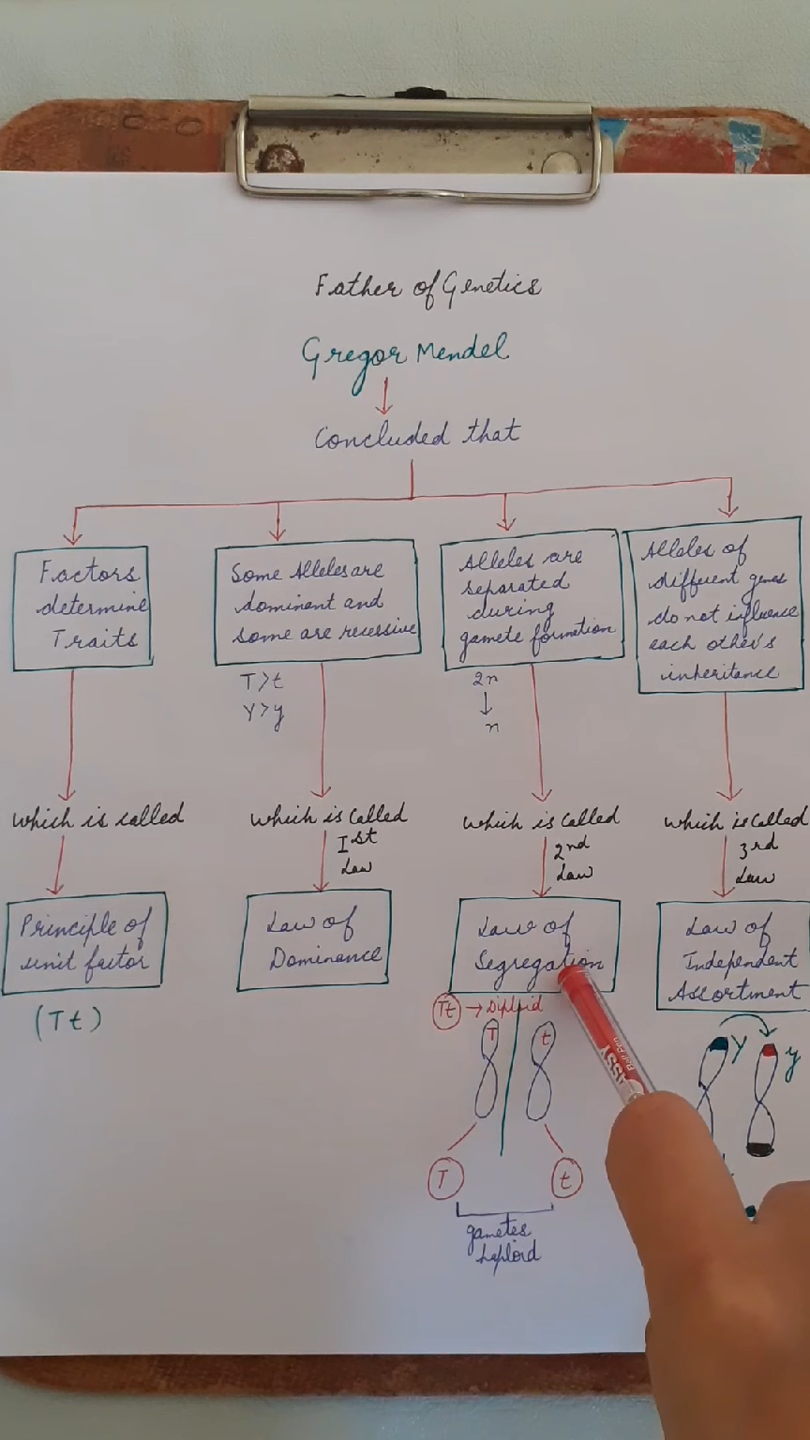 Father of Genetics
Gregor Mendel
Concluded that
Factors
determine
Traits
Some Alleles are
dominant and
some are recessive
T>t
Y>y
Alleles are
separated
during
gamete formation
2n
n
Alleles of
different genes
do not influence
each other's
inheritance
which is called
which is called
1st
Law
which is called
2nd
Law
which is called
3rd
Law
Principle of
unit factor
(Tt)
Law of
Dominance
Law of
Segregation
Tt → Diploid
T t
T t
gametes
haploid
Law of
Independent
Assortment
Y y